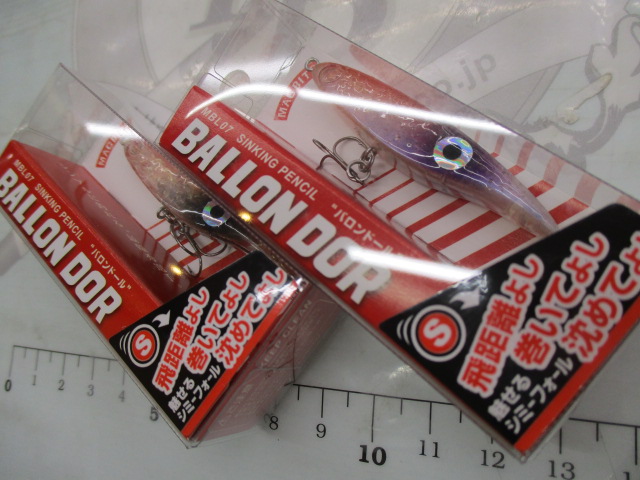 .co.jp
MBL07 SINKING PENCIL
BALLON DOR
"バロンドール"
S
飛距離よし
巻いてよし
沈めてよし
魅せる
シミーフォール
MBL07 SINKING PENCIL
BALLON DOR
"バロンドール"
S
飛距離よし
巻いてよし
沈めてよし
魅せる
シミーフォール
0 1 2 3 4 5 8 9 10 11 12 13